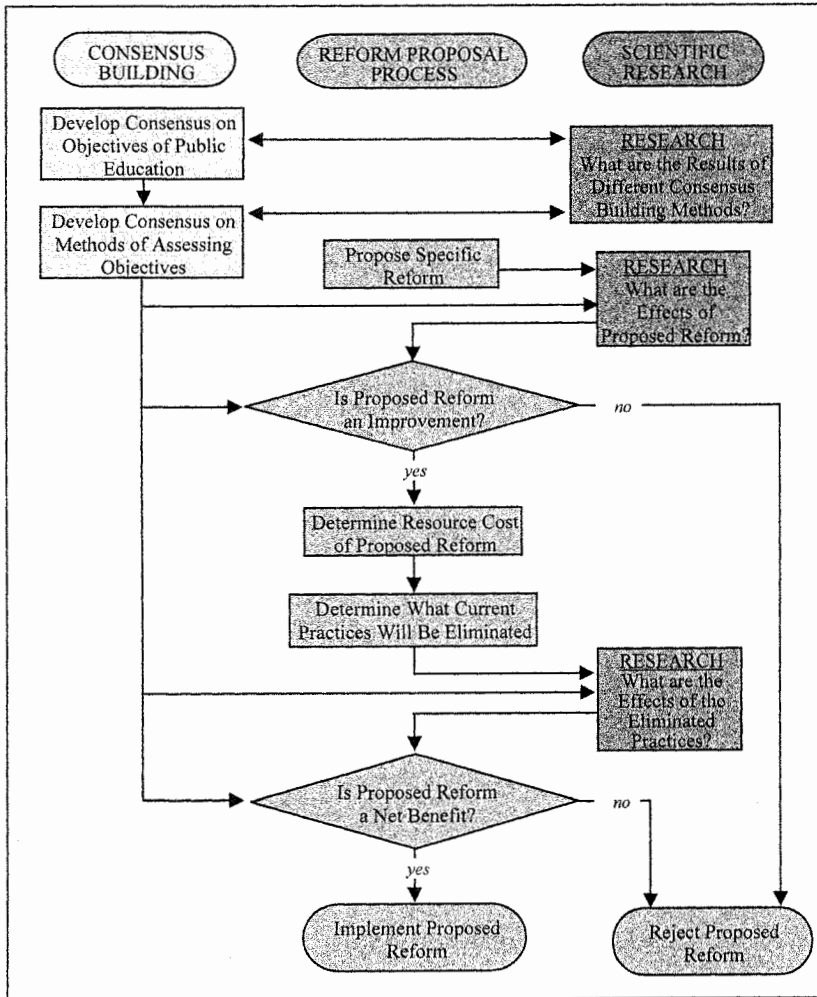 CONSENSUS
BUILDING
REFORM PROPOSAL
PROCESS
SCIENTIFIC
RESEARCH
Develop Consensus on
Objectives of Public
Education
RESEARCH
What are the Results of
Different Consensus
Building Methods?
Develop Consensus on
Methods of Assessing
Objectives
Propose Specific
Reform
RESEARCH
What are the
Effects of
Proposed Reform?
Is Proposed Reform
an Improvement?
no
yes
Determine Resource Cost
of Proposed Reform
Determine What Current
Practices Will Be Eliminated
RESEARCH
What are the
Effects of the
Eliminated
Practices?
Is Proposed Reform
a Net Benefit?
no
yes
Implement Proposed
Reform
Reject Proposed
Reform